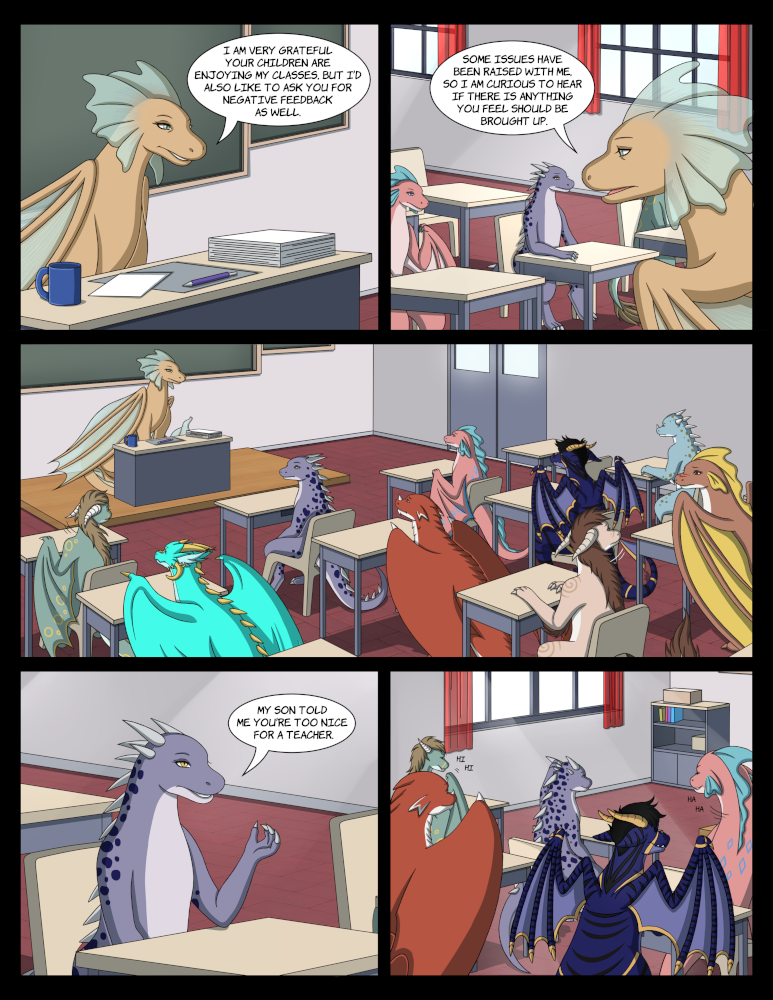 I AM VERY GRATEFUL
YOUR CHILDREN ARE
ENJOYING MY CLASSES, BUT I'D
ALSO LIKE TO ASK YOU FOR
NEGATIVE FEEDBACK
AS WELL.
SOME ISSUES HAVE
BEEN RAISED WITH ME,
SO I AM CURIOUS TO HEAR
IF THERE IS ANYTHING
YOU FEEL SHOULD BE
BROUGHT UP.
MY SON TOLD
ME YOU'RE TOO NICE
FOR A TEACHER.
HI
HI
HA
HA